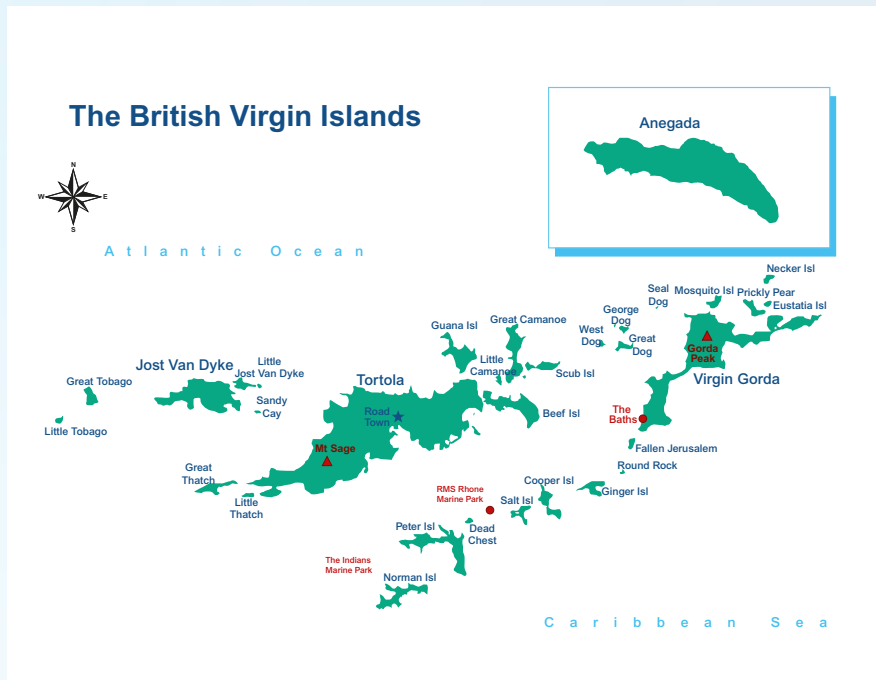 The British Virgin Islands
Anegada
N
W
E
S
Atlantic Ocean
Necker Isl
Seal
Dog
Mosquito Isl
Prickly Pear
Eustatia Isl
George
Dog
West
Dog
Great
Dog
Gorda
Peak
Virgin Gorda
Guana Isl
Great Camanoe
Little
Camanoe
Scub Isl
Jost Van Dyke
Little
Jost Van Dyke
Great Tobago
Sandy
Cay
Little Tobago
Tortola
Road
Town
Beef Isl
The
Baths
Mt Sage
Fallen Jerusalem
Round Rock
Great
Thatch
Little
Thatch
RMS Rhone
Marine Park
Cooper Isl
Salt Isl
Ginger Isl
Peter Isl
Dead
Chest
The Indians
Marine Park
Norman Isl
Caribbean Sea